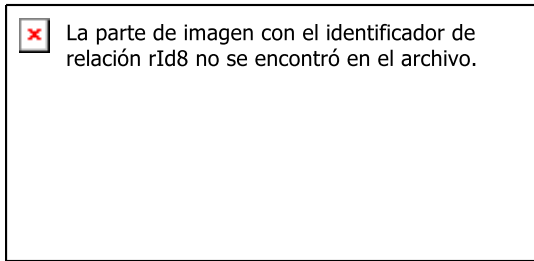 La parte de imagen con el identificador de
relación rId8 no se encontró en el archivo.